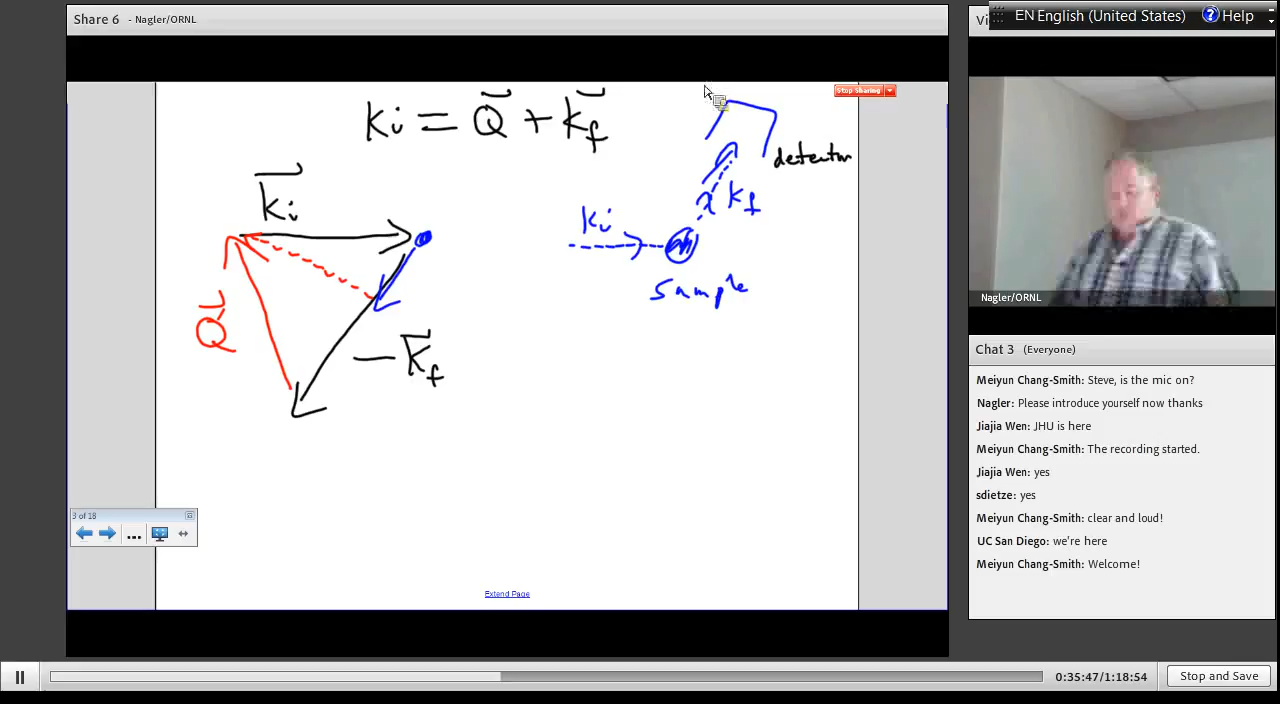 Share 6 - Nagler/ORNL
EN English (United States) Help
Vi
Stop Sharing
ki = Q + kf
detector
ki
kf
ki
sample
Q
- kf
Nagler/ORNL
Chat 3 (Everyone)
Meiyun Chang-Smith: Steve, is the mic on?
Nagler: Please introduce yourself now thanks
Jiajia Wen: JHU is here
Meiyun Chang-Smith: The recording started.
Jiajia Wen: yes
sdietze: yes
Meiyun Chang-Smith: clear and loud!
UC San Diego: we're here
Meiyun Chang-Smith: Welcome!
3 of 18
...
Extend Page
0:35:47/1:18:54
Stop and Save